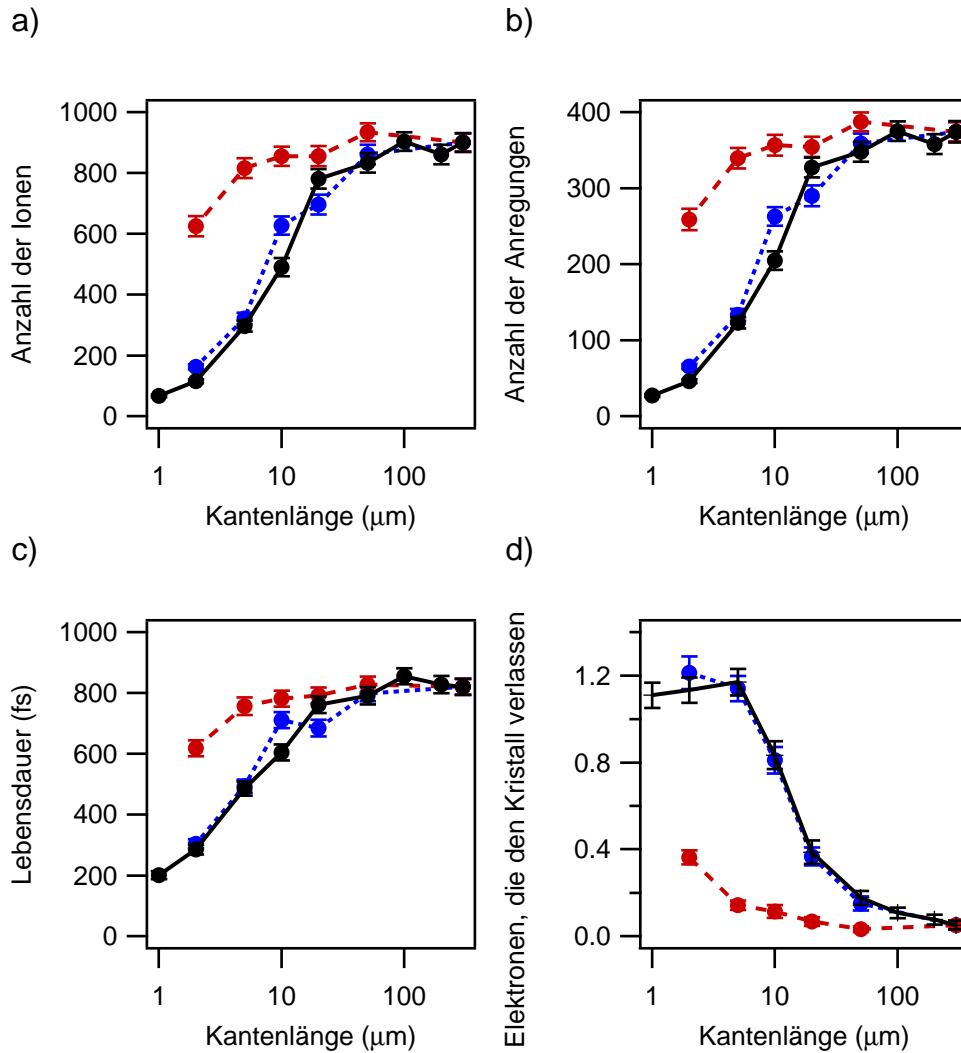 a)
1000
800
600
400
200
0
Anzahl der Ionen
1 10 100
Kantenlänge (μm)
b)
400
300
200
100
0
Anzahl der Anregungen
1 10 100
Kantenlänge (μm)
c)
1000
800
600
400
200
0
Lebensdauer (fs)
1 10 100
Kantenlänge (μm)
d)
1.2
0.8
0.4
0.0
Elektronen, die den Kristall verlassen
1 10 100
Kantenlänge (μm)